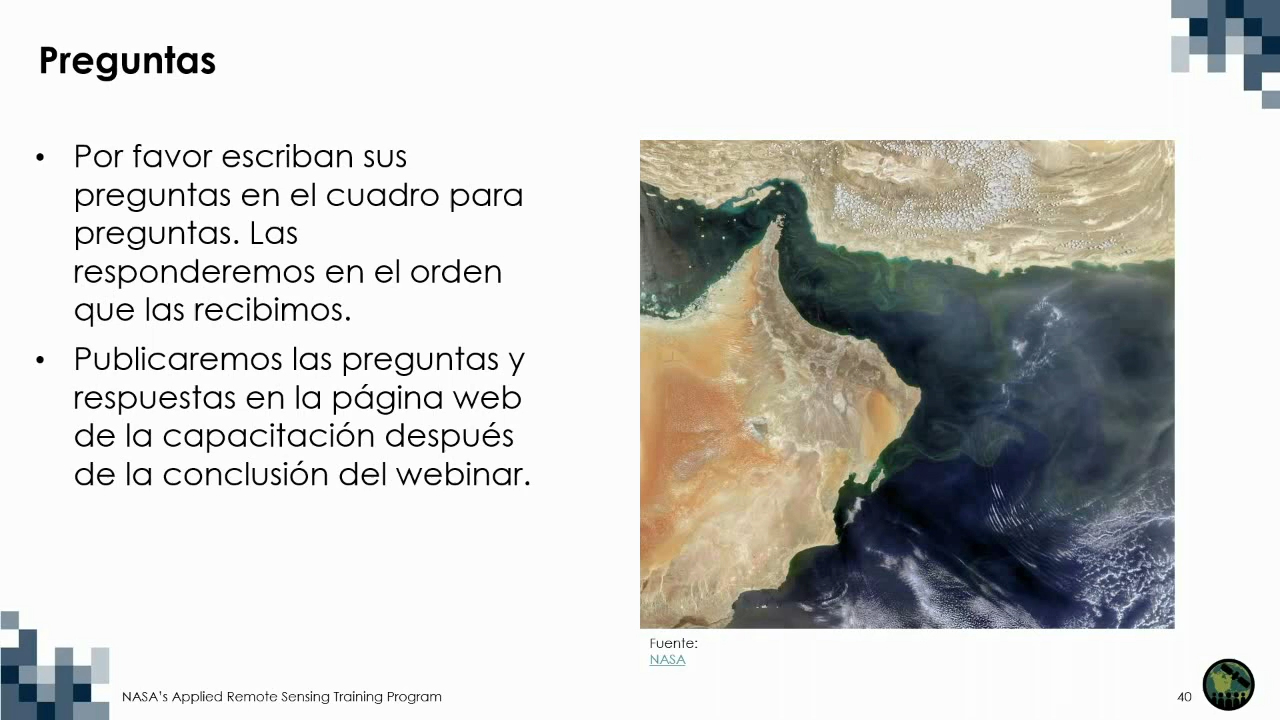 Preguntas
• Por favor escriban sus
preguntas en el cuadro para
preguntas. Las
responderemos en el orden
que las recibimos.
• Publicaremos las preguntas y
respuestas en la página web
de la capacitación después
de la conclusión del webinar.
Fuente:
NASA
NASA's Applied Remote Sensing Training Program
40